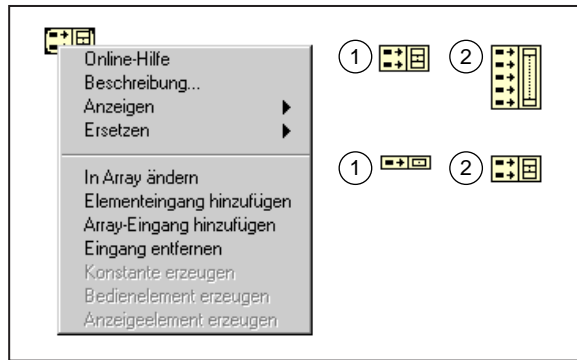 Online-Hilfe
Beschreibung...
Anzeigen
Ersetzen
In Array ändern
Elementeingang hinzufügen
Array-Eingang hinzufügen
Eingang entfernen
Konstante erzeugen
Bedienelement erzeugen
Anzeigeelement erzeugen
1 2
1 2